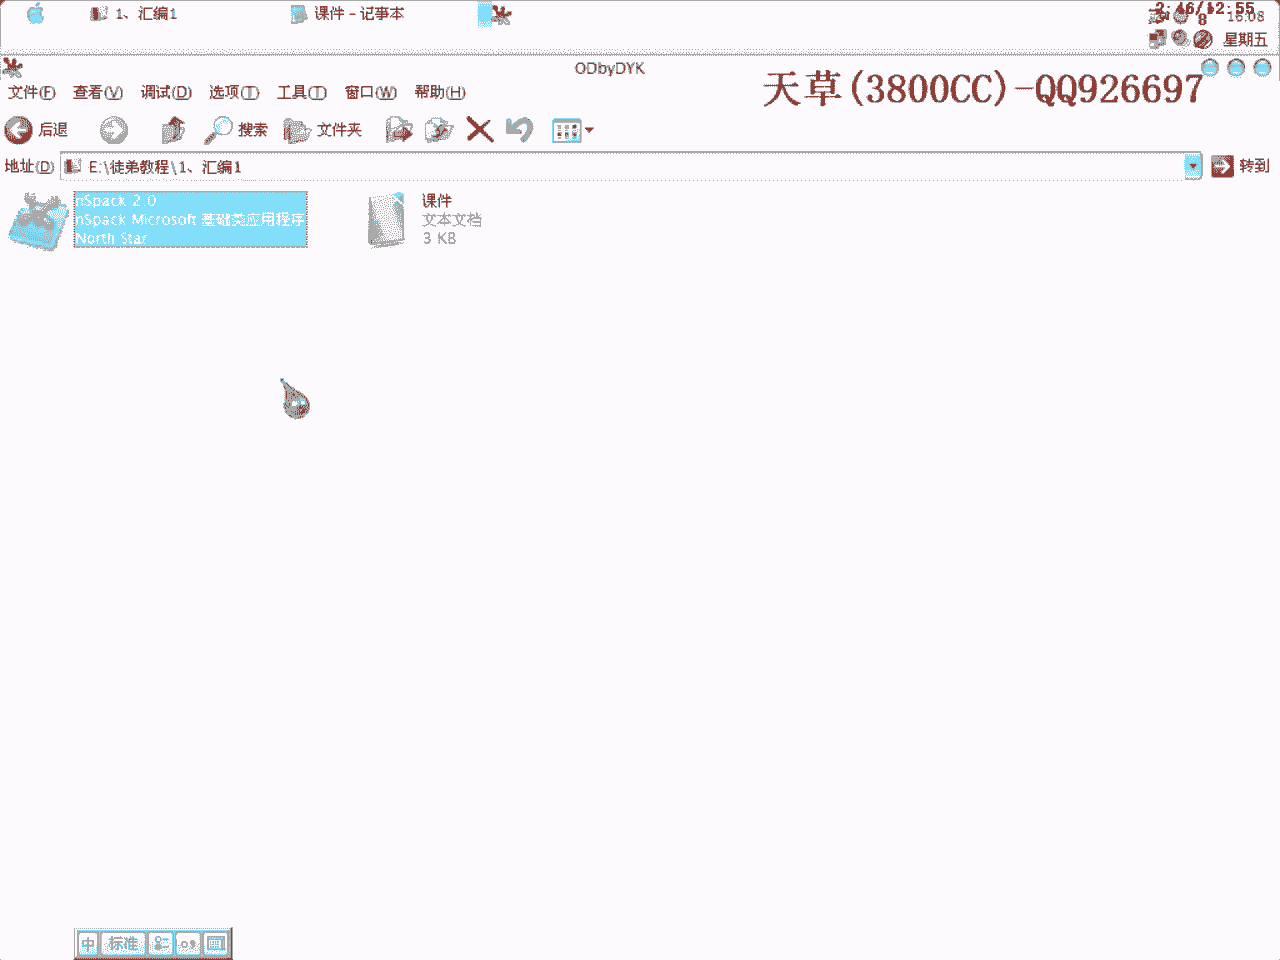 1、汇编1
课件 - 记事本
2:46/12:55
8
16:08
星期五
ODbyDYK
天草(3800CC)-QQ926697
文件(F) 查看(V) 调试(D) 选项(T) 工具(T) 窗口(W) 帮助(H)
后退 搜索 文件夹
地址(D) E:\徒弟教程\1、汇编1 转到
nSpack 2.0
nSpack Microsoft 基础类应用程序
North Star
课件
文本文档
3 KB
中 标准